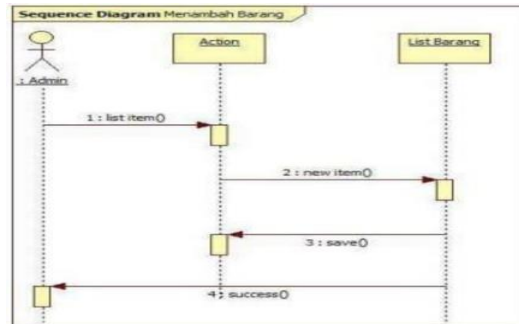 Sequence Diagram Menambah Barang
Action
List Barang
: Admin
1 : list item()
2 : new item()
3 : save()
4 : success()